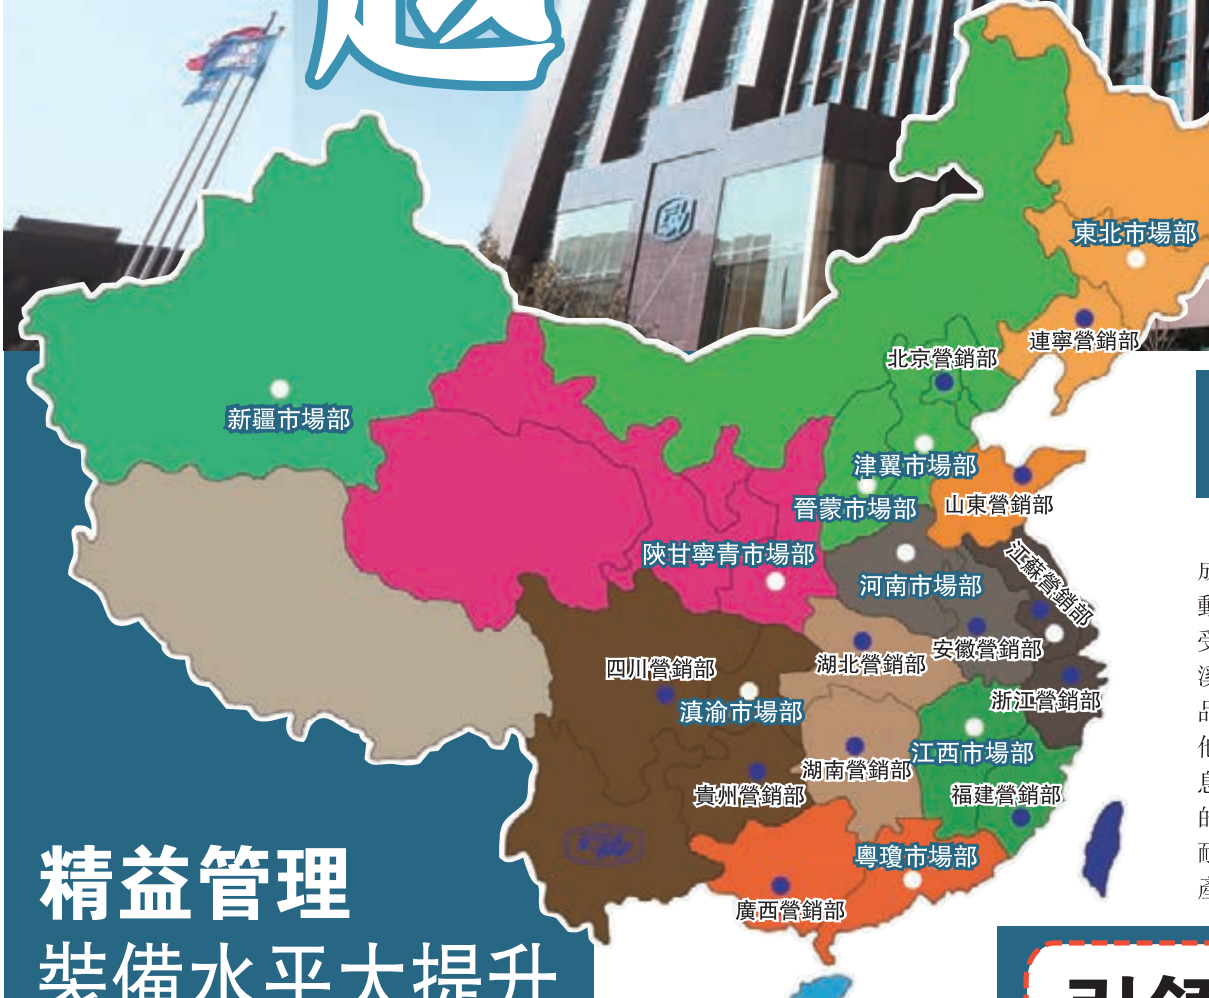 東北市場部
連寧營銷部
北京營銷部
新疆市場部
津翼市場部
晉蒙市場部
山東營銷部
陝甘寧青市場部
河南市場部
江蘇營銷部
安徽營銷部
湖北營銷部
四川營銷部
浙江營銷部
滇渝市場部
江西市場部
湖南營銷部
貴州營銷部
福建營銷部
粵瓊市場部
廣西營銷部
精益管理
裝備水平大提升
動
受
溪
品
息
的